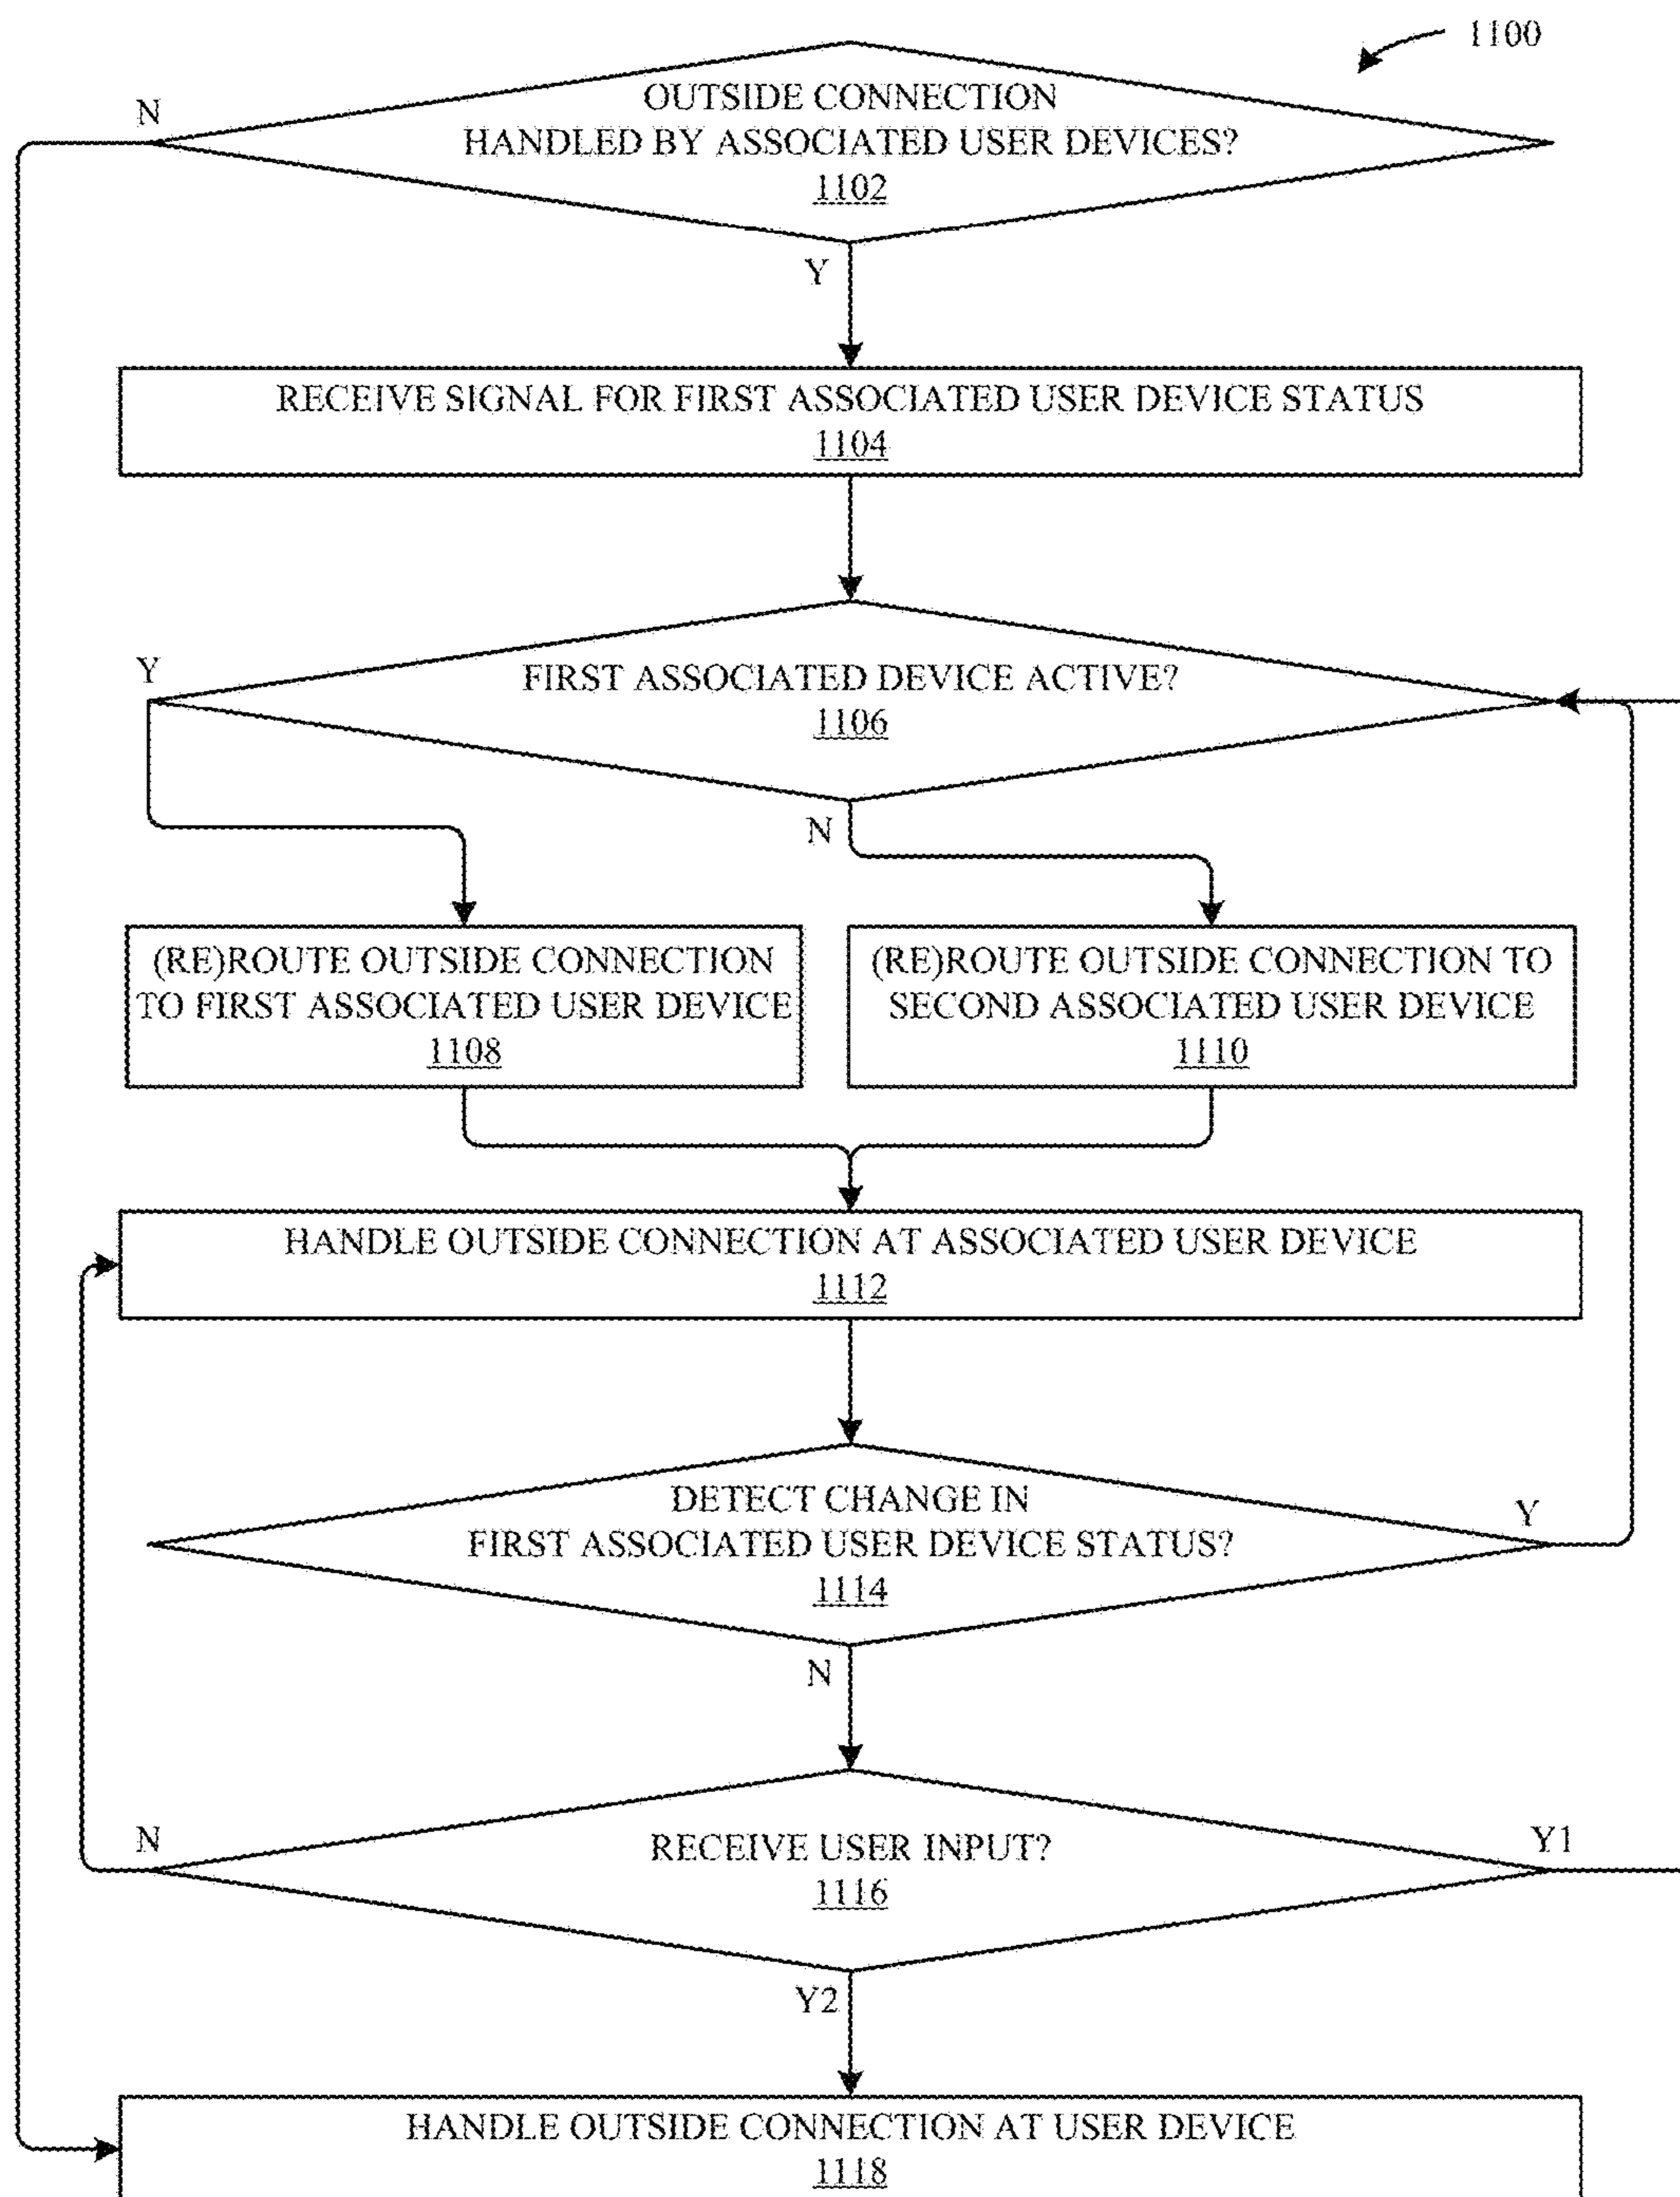 1100
OUTSIDE CONNECTION
HANDLED BY ASSOCIATED USER DEVICES?
1102
N
Y
RECEIVE SIGNAL FOR FIRST ASSOCIATED USER DEVICE STATUS
1104
FIRST ASSOCIATED DEVICE ACTIVE?
1106
Y
N
(RE)ROUTE OUTSIDE CONNECTION
TO FIRST ASSOCIATED USER DEVICE
1108
(RE)ROUTE OUTSIDE CONNECTION TO
SECOND ASSOCIATED USER DEVICE
1110
HANDLE OUTSIDE CONNECTION AT ASSOCIATED USER DEVICE
1112
DETECT CHANGE IN
FIRST ASSOCIATED USER DEVICE STATUS?
1114
Y
N
RECEIVE USER INPUT?
1116
N
Y1
Y2
HANDLE OUTSIDE CONNECTION AT USER DEVICE
1118